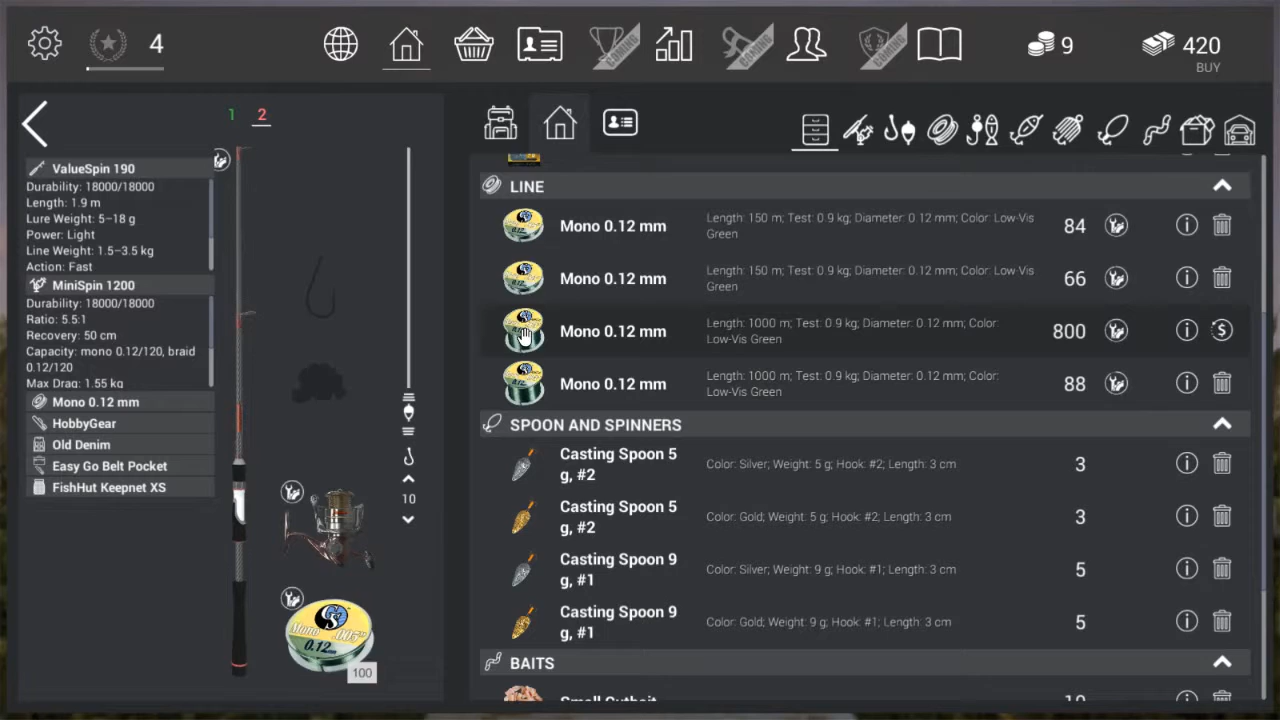 4
COMING
COMING
COMING
9
420
BUY
1
2
ValueSpin 190
Durability: 18000/18000
Length: 1.9 m
Lure Weight: 5-18 g
Power: Light
Line Weight: 1.5-3.5 kg
Action: Fast
MiniSpin 1200
Durability: 18000/18000
Ratio: 5.5:1
Recovery: 50 cm
Capacity: mono 0.12/120, braid
0.12/120
Max Drag: 1.55 kg
Mono 0.12 mm
HobbyGear
Old Denim
Easy Go Belt Pocket
FishHut Keepnet XS
10
Mono
0.12
100
LINE
Mono 0.12 mm
Length: 150 m; Test: 0.9 kg; Diameter: 0.12 mm; Color: Low-Vis
Green
84
Mono 0.12 mm
Length: 150 m; Test: 0.9 kg; Diameter: 0.12 mm; Color: Low-Vis
Green
66
Mono 0.12 mm
Length: 1000 m; Test: 0.9 kg; Diameter: 0.12 mm; Color:
Low-Vis Green
800
Mono 0.12 mm
Length: 1000 m; Test: 0.9 kg; Diameter: 0.12 mm; Color:
Low-Vis Green
88
SPOON AND SPINNERS
Casting Spoon 5
g, #2
Color: Silver; Weight: 5 g; Hook: #2; Length: 3 cm
3
Casting Spoon 5
g, #2
Color: Gold; Weight: 5 g; Hook: #2; Length: 3 cm
3
Casting Spoon 9
g, #1
Color: Silver; Weight: 9 g; Hook: #1; Length: 3 cm
5
Casting Spoon 9
g, #1
Color: Gold; Weight: 9 g; Hook: #1; Length: 3 cm
5
BAITS
Small Cutbait
10